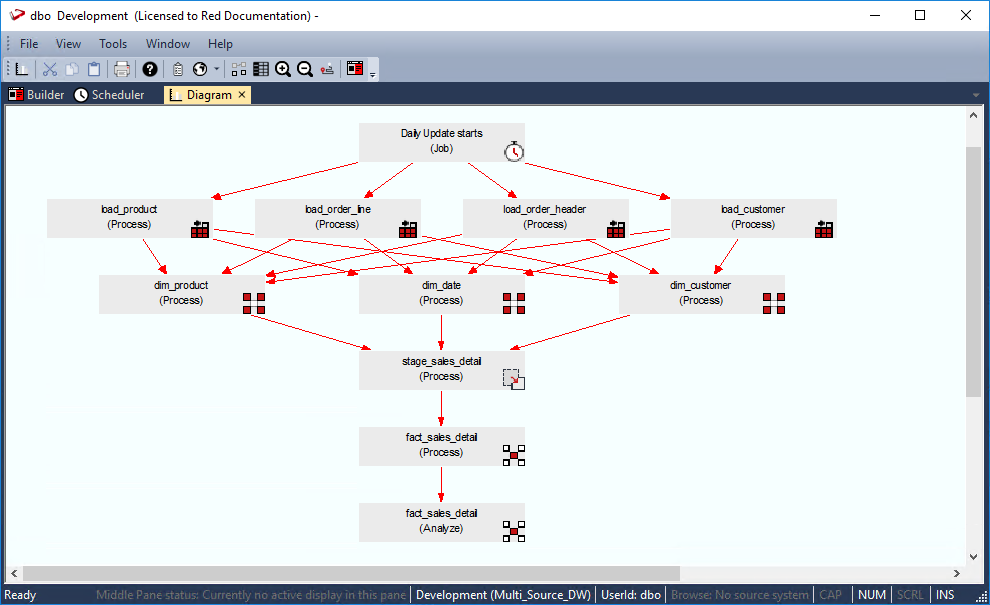 dbo Development (Licensed to Red Documentation) -
File View Tools Window Help
Builder Scheduler Diagram
Daily Update starts
(Job)
load_product load_order_line load_order_header load_customer
(Process) (Process) (Process) (Process)
dim_product dim_date dim_customer
(Process) (Process) (Process)
stage_sales_detail
(Process)
fact_sales_detail
(Process)
fact_sales_detail
(Analyze)
Ready Middle Pane status: Currently no active display in this pane Development (Multi_Source_DW) UserId: dbo Browse: No source system CAP NUM SCRL INS